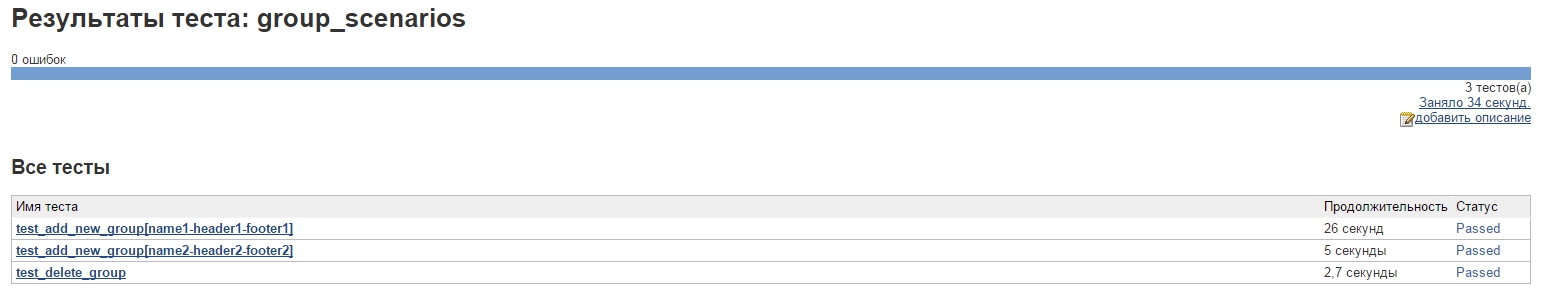 Результаты теста: group_scenarios
0 ошибок
3 тестов(а)
Заняло 34 секунд.
добавить описание
Все тесты
Имя теста Продолжительность Статус
test_add_new_group[name1-header1-footer1] 26 секунд Passed
test_add_new_group[name2-header2-footer2] 5 секунды Passed
test_delete_group 2,7 секунды Passed